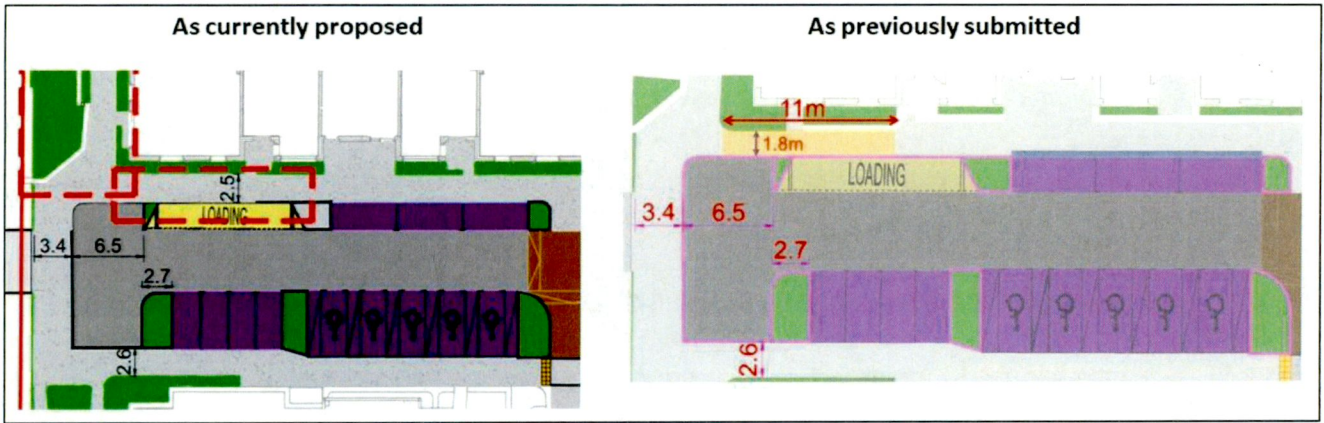 As currently proposed
As previously submitted
2.5
LOADING
3.4
6.5
2.7
2.6
11m
1.8m
LOADING
3.4
6.5
2.7
2.6